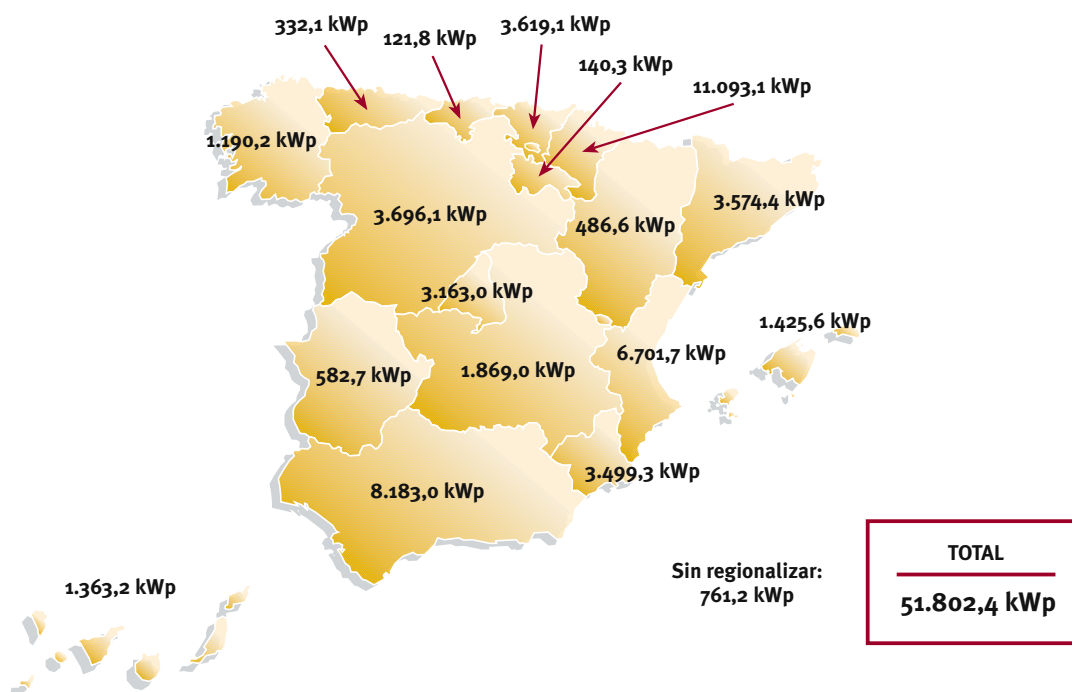 332,1 kWp
121,8 kWp
3.619,1 kWp
140,3 kWp
11.093,1 kWp
1.190,2 kWp
3.696,1 kWp
486,6 kWp
3.574,4 kWp
3.163,0 kWp
1.425,6 kWp
6.701,7 kWp
582,7 kWp
1.869,0 kWp
3.499,3 kWp
8.183,0 kWp
1.363,2 kWp
Sin regionalizar:
761,2 kWp
TOTAL
51.802,4 kWp